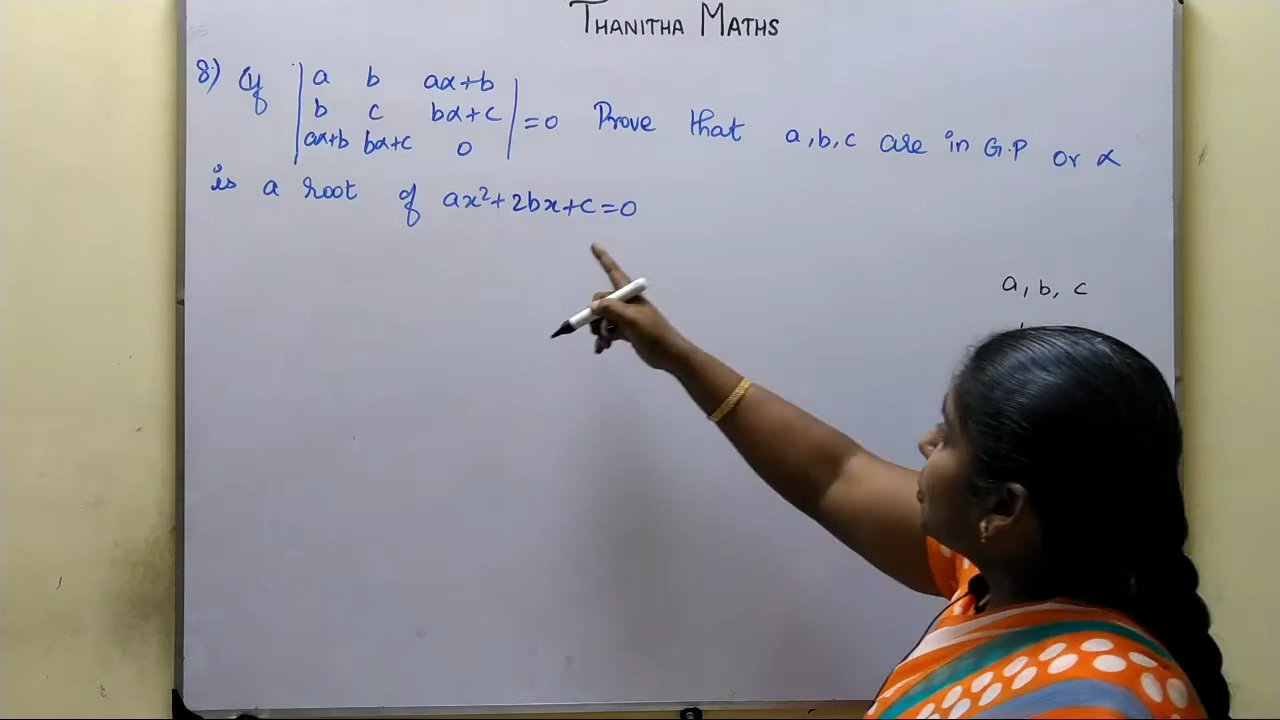 THANITHA MATHS
8) If | a b aα+b |
| b c bα+c | =0 Prove that a,b,c are in G.P or α
| aα+b bα+c 0 |
is a root of ax²+2bx+c=0
a, b, c